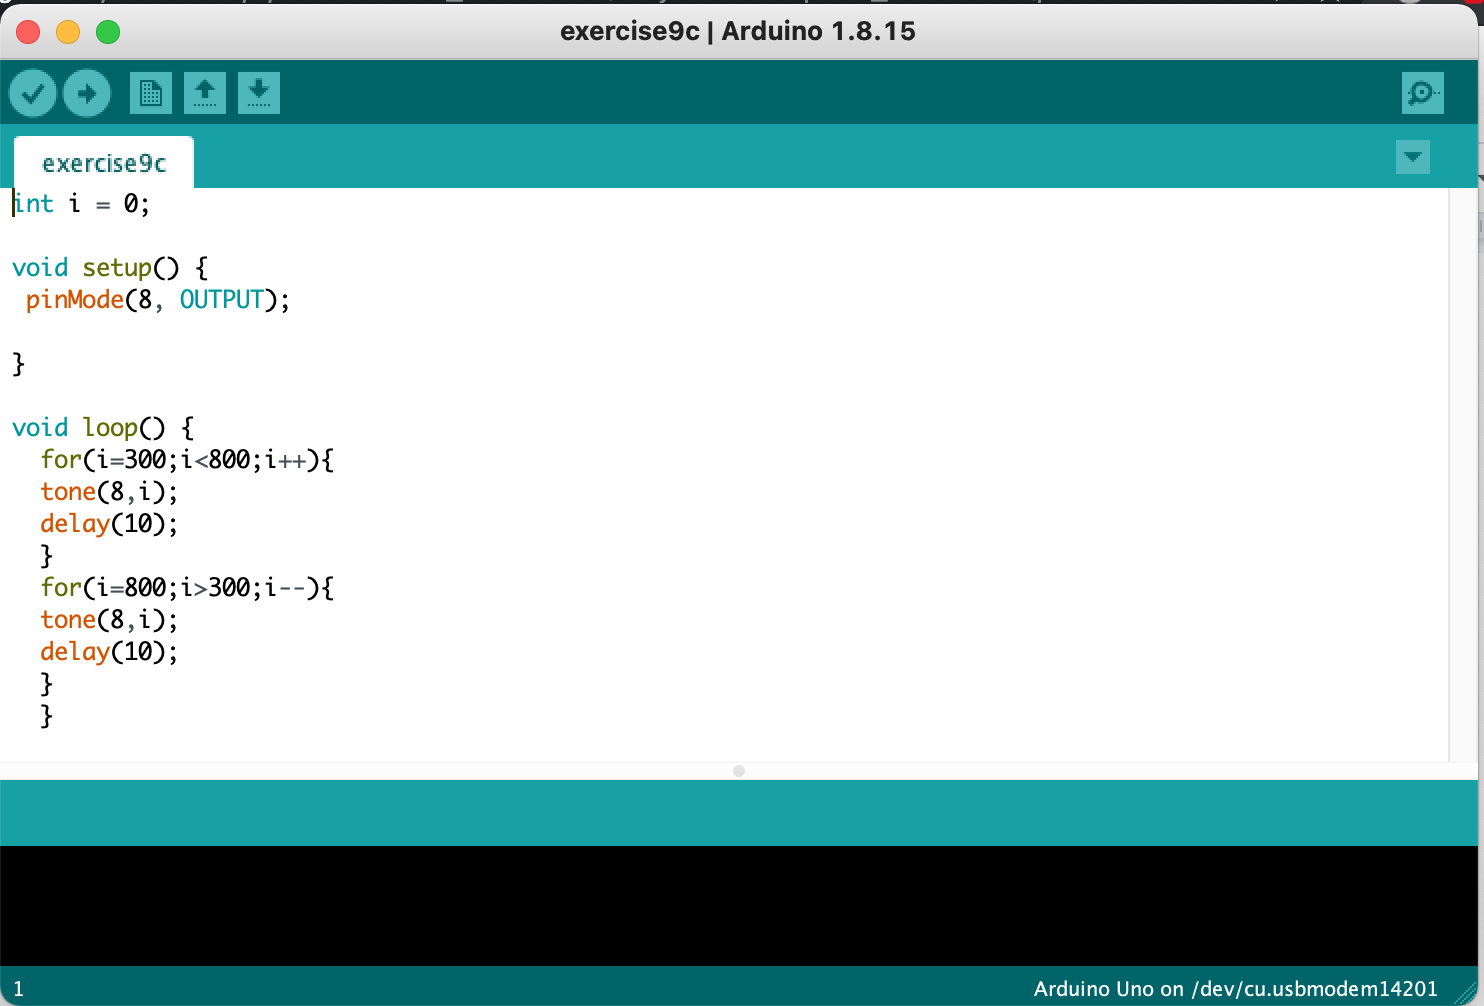 exercise9c | Arduino 1.8.15
exercise9c
int i = 0;
void setup() {
pinMode(8, OUTPUT);
}
void loop() {
for(i=300;i<800;i++){
tone(8,i);
delay(10);
}
for(i=800;i>300;i--){
tone(8,i);
delay(10);
}
}
1
Arduino Uno on /dev/cu.usbmodem14201